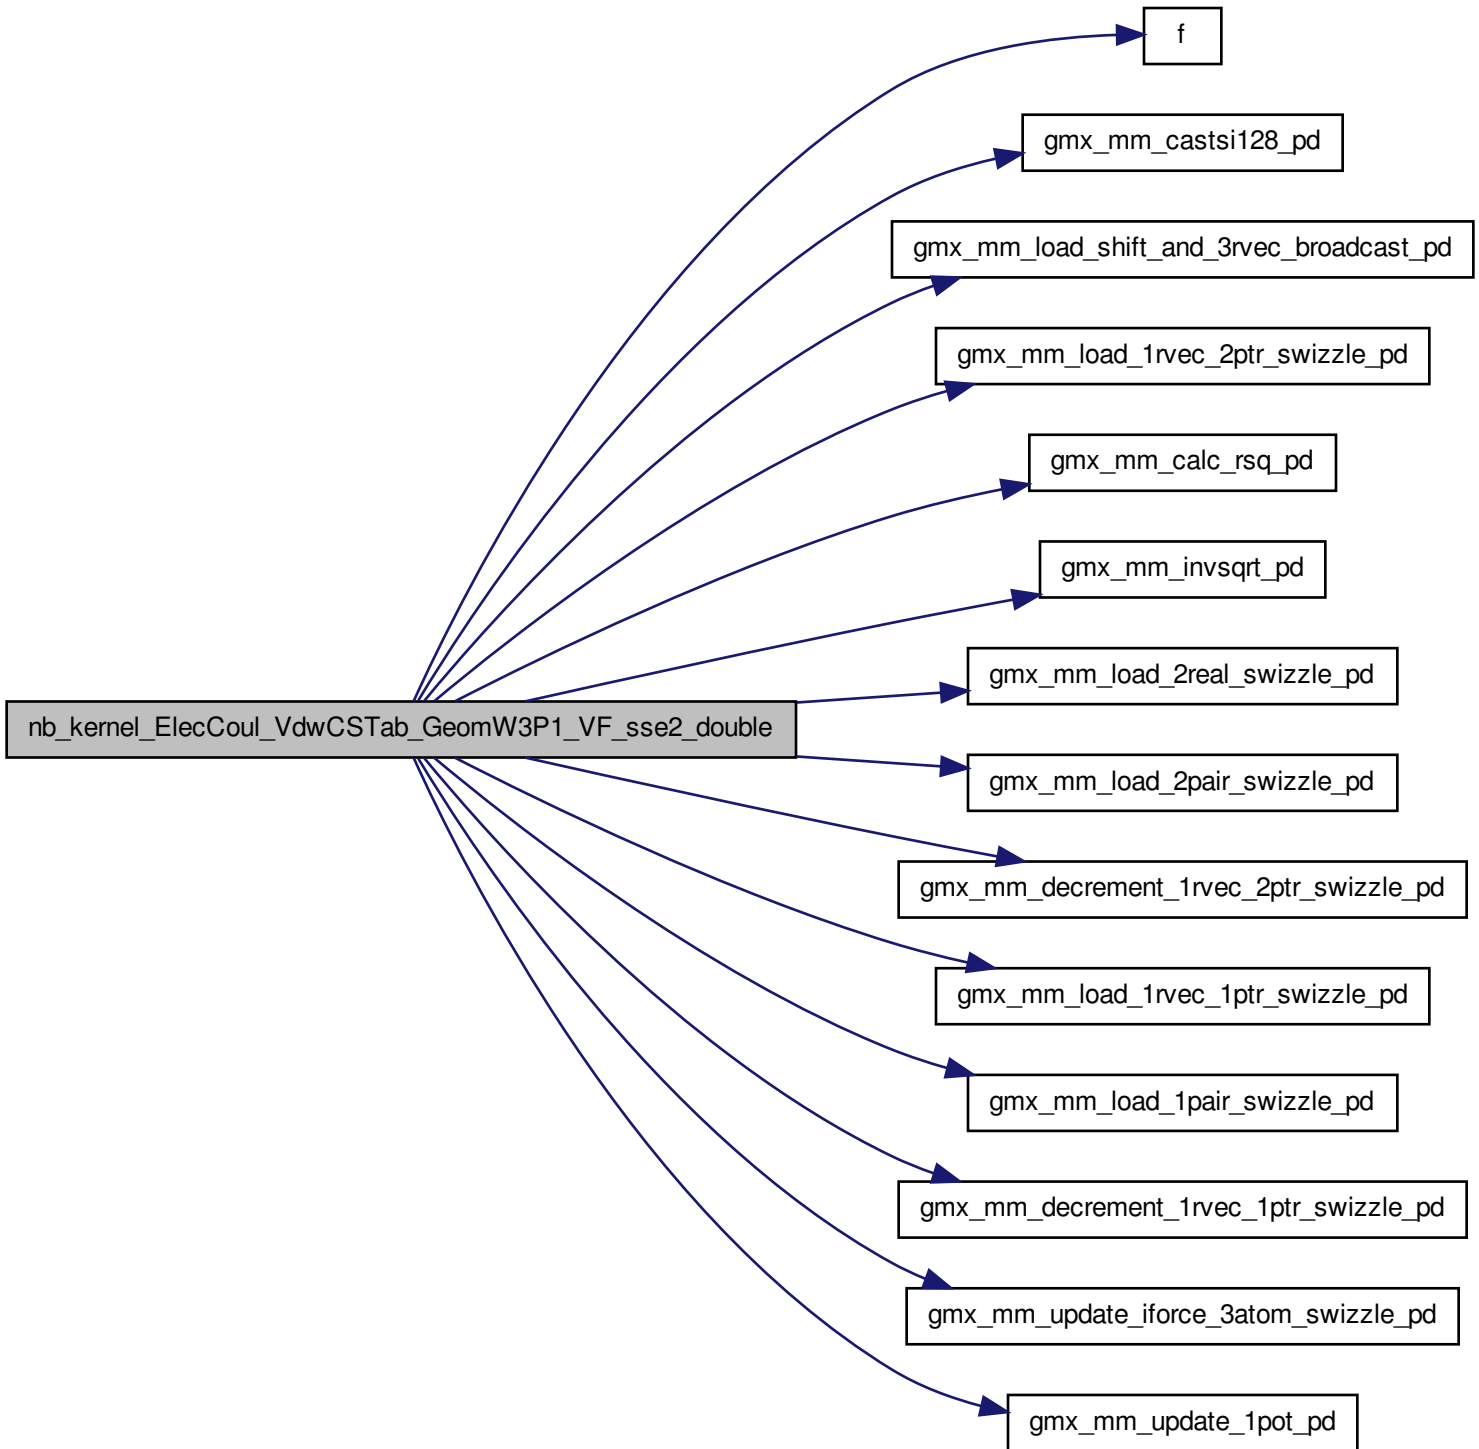 f
gmx_mm_castsi128_pd
gmx_mm_load_shift_and_3rvec_broadcast_pd
gmx_mm_load_1rvec_2ptr_swizzle_pd
gmx_mm_calc_rsq_pd
gmx_mm_invsqrt_pd
gmx_mm_load_2real_swizzle_pd
nb_kernel_ElecCoul_VdwCSTab_GeomW3P1_VF_sse2_double
gmx_mm_load_2pair_swizzle_pd
gmx_mm_decrement_1rvec_2ptr_swizzle_pd
gmx_mm_load_1rvec_1ptr_swizzle_pd
gmx_mm_load_1pair_swizzle_pd
gmx_mm_decrement_1rvec_1ptr_swizzle_pd
gmx_mm_update_iforce_3atom_swizzle_pd
gmx_mm_update_1pot_pd